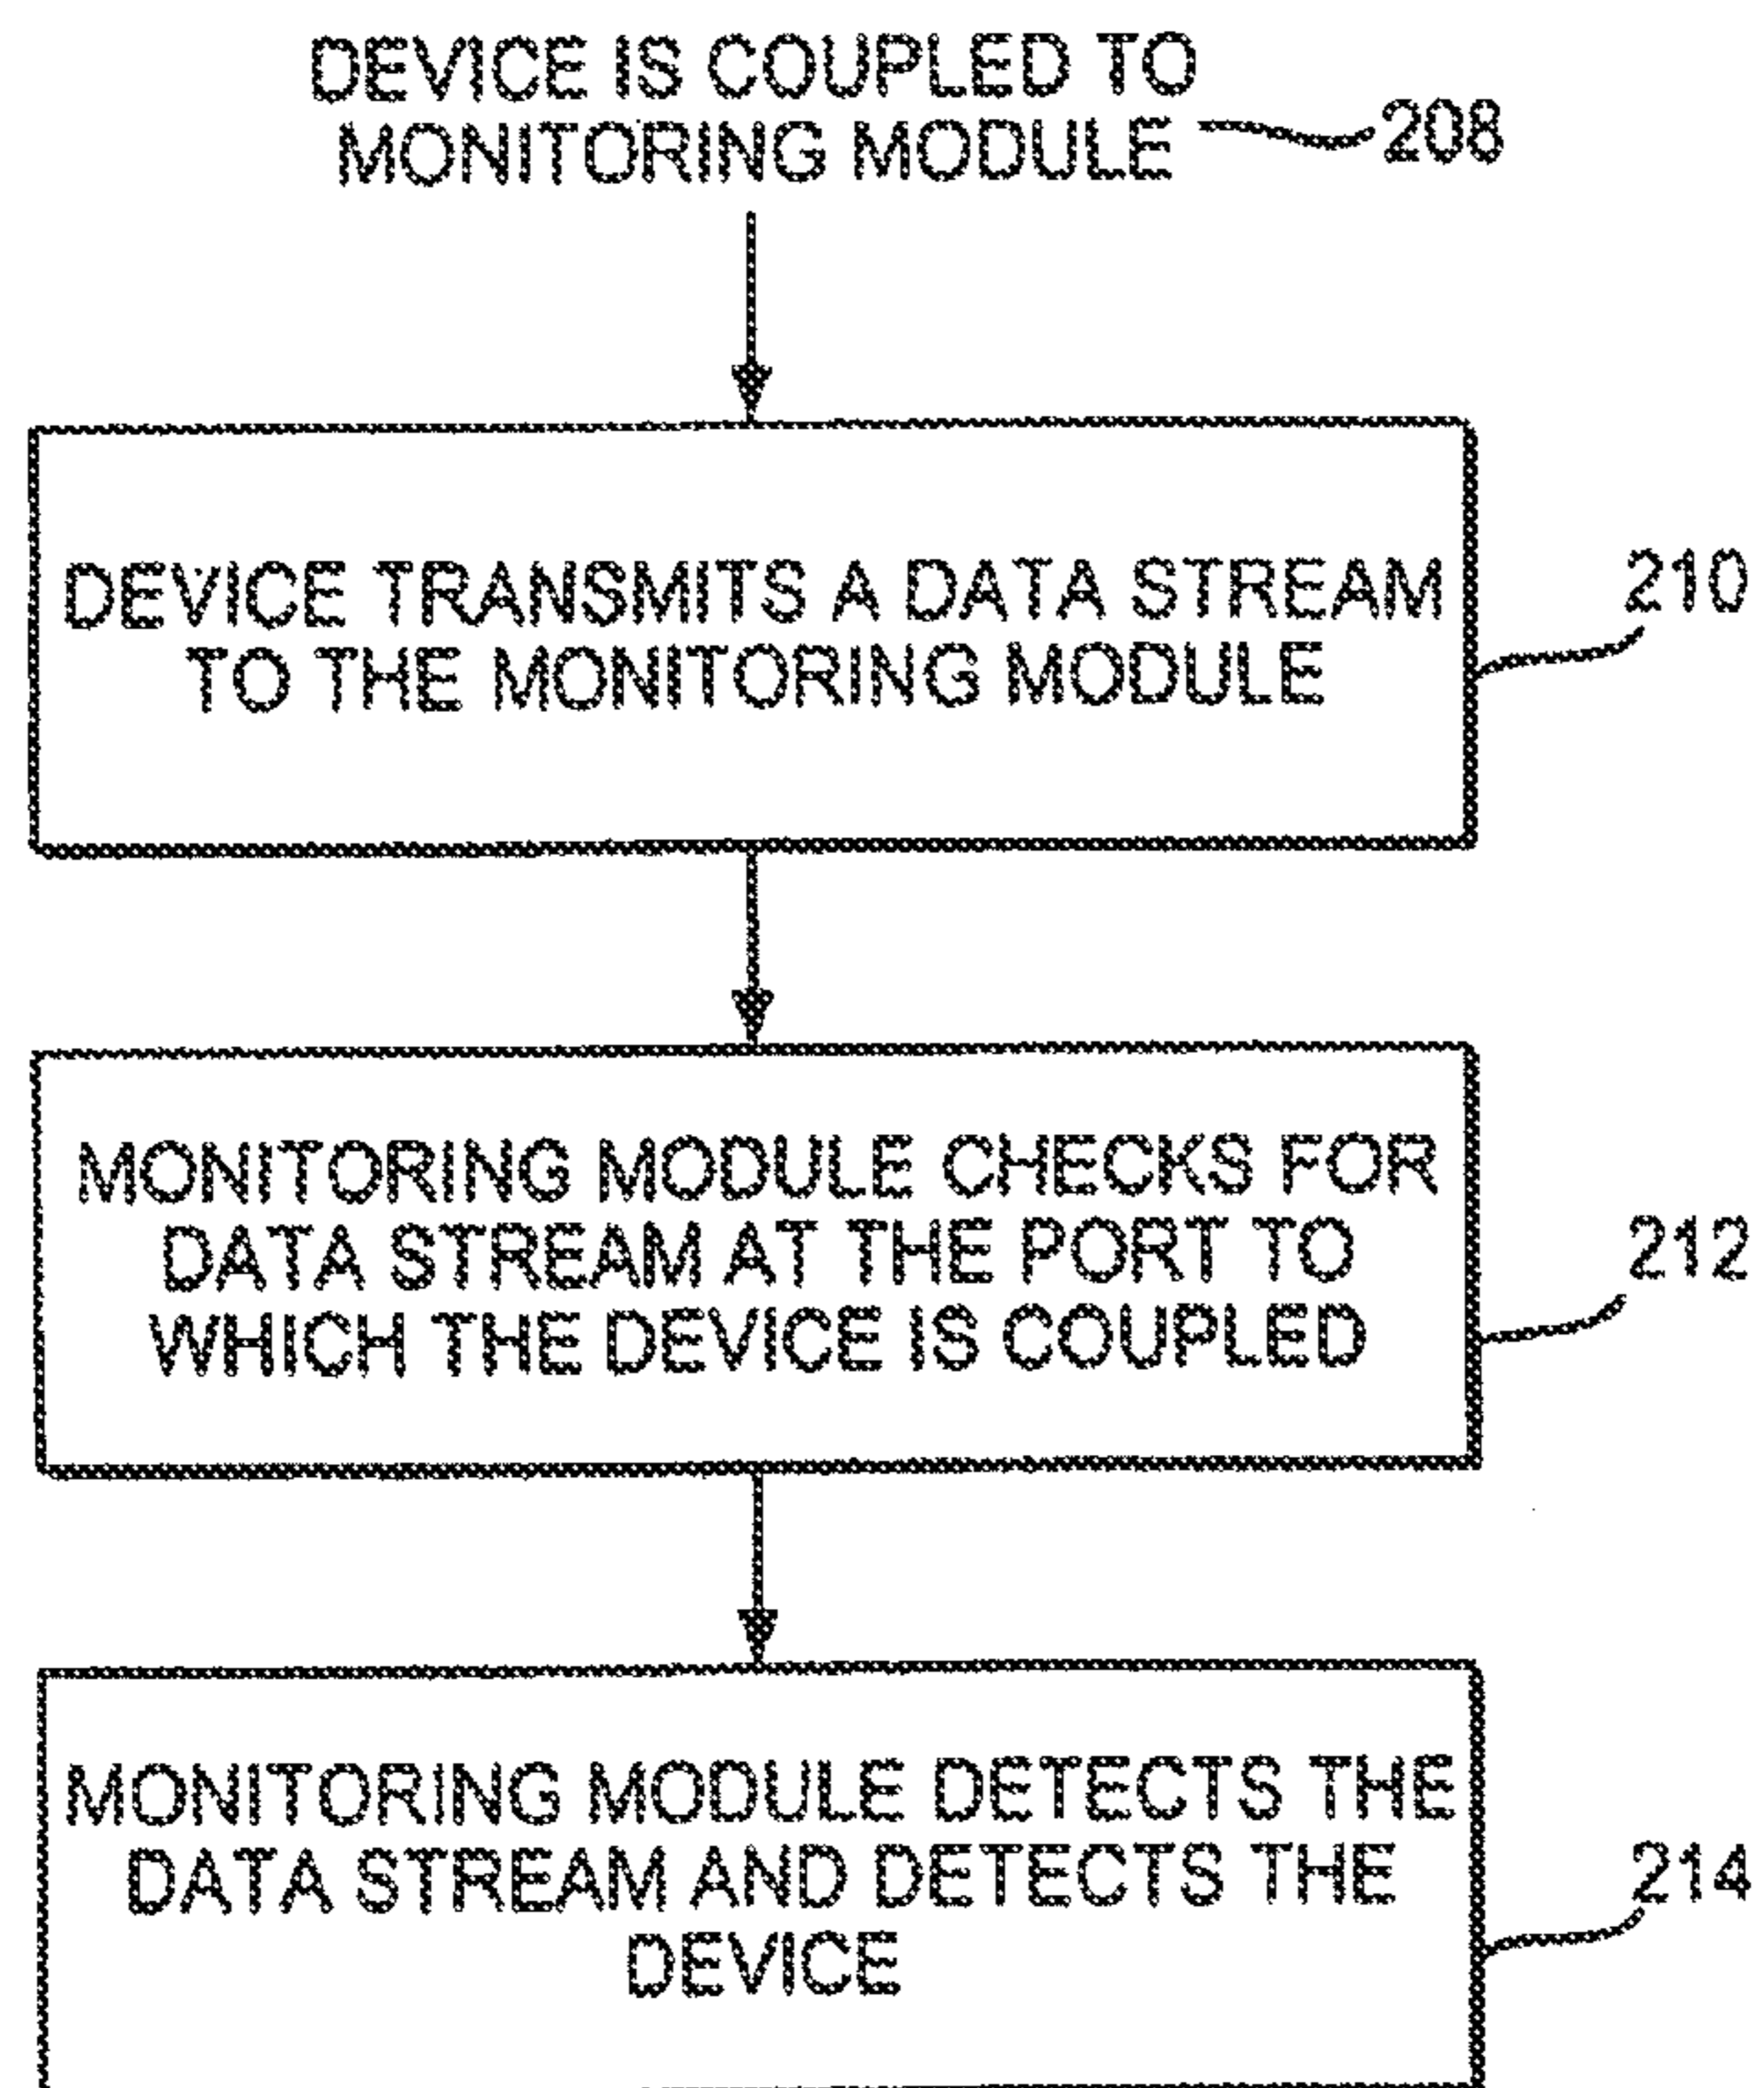 DEVICE IS COUPLED TO
MONITORING MODULE 208
DEVICE TRANSMITS A DATA STREAM
TO THE MONITORING MODULE
210
MONITORING MODULE CHECKS FOR
DATA STREAM AT THE PORT TO
WHICH THE DEVICE IS COUPLED
212
MONITORING MODULE DETECTS THE
DATA STREAM AND DETECTS THE
DEVICE
214